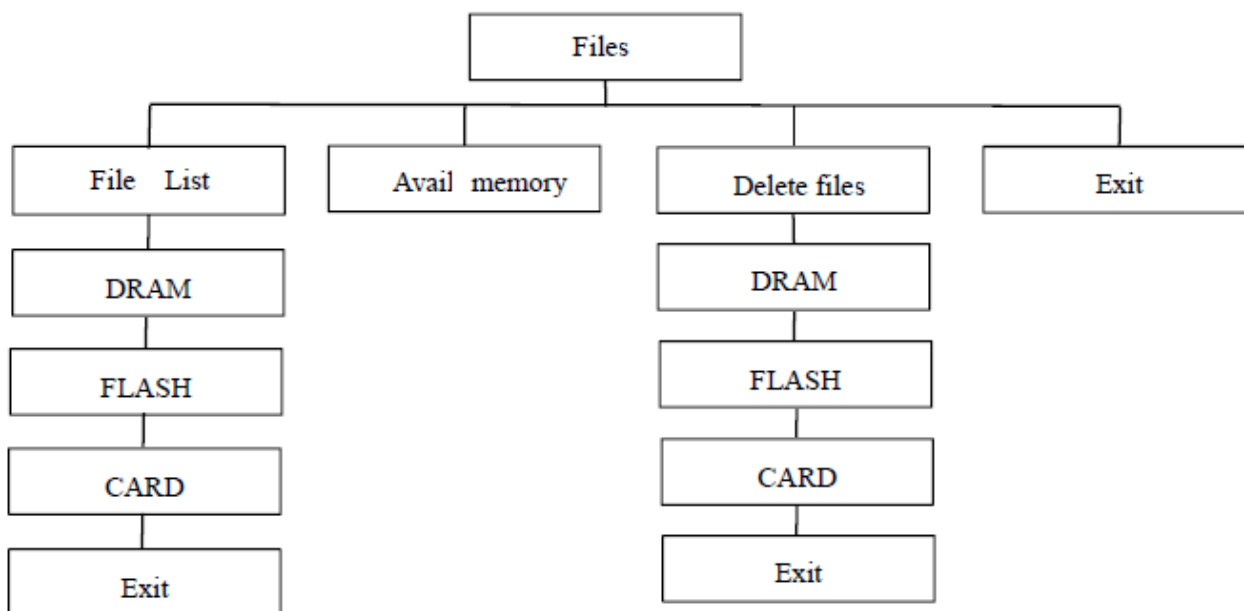 Files
File List
Avail memory
Delete files
Exit
DRAM
DRAM
FLASH
FLASH
CARD
CARD
Exit
Exit